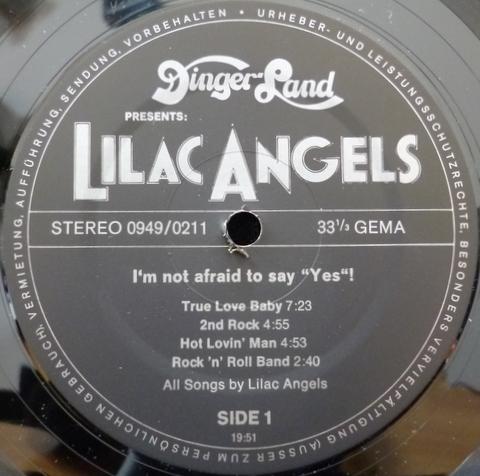 Dinger-Land
PRESENTS:
LILAC ANGELS
STEREO 0949/0211
33 1/3 GEMA
I'm not afraid to say “Yes“!
True Love Baby 7:23
2nd Rock 4:55
Hot Lovin' Man 4:53
Rock 'n' Roll Band 2:40
All Songs by Lilac Angels
SIDE 1
19:51
URHEBER- UND LEISTUNGSSCHUTZRECHTE, BESONDERS VERVIELFÄLTIGUNG (AUSSER ZUM PERSÖNLICHEN GEBRAUCH), VERMIETUNG, AUFFÜHRUNG, SENDUNG, VORBEHALTEN •